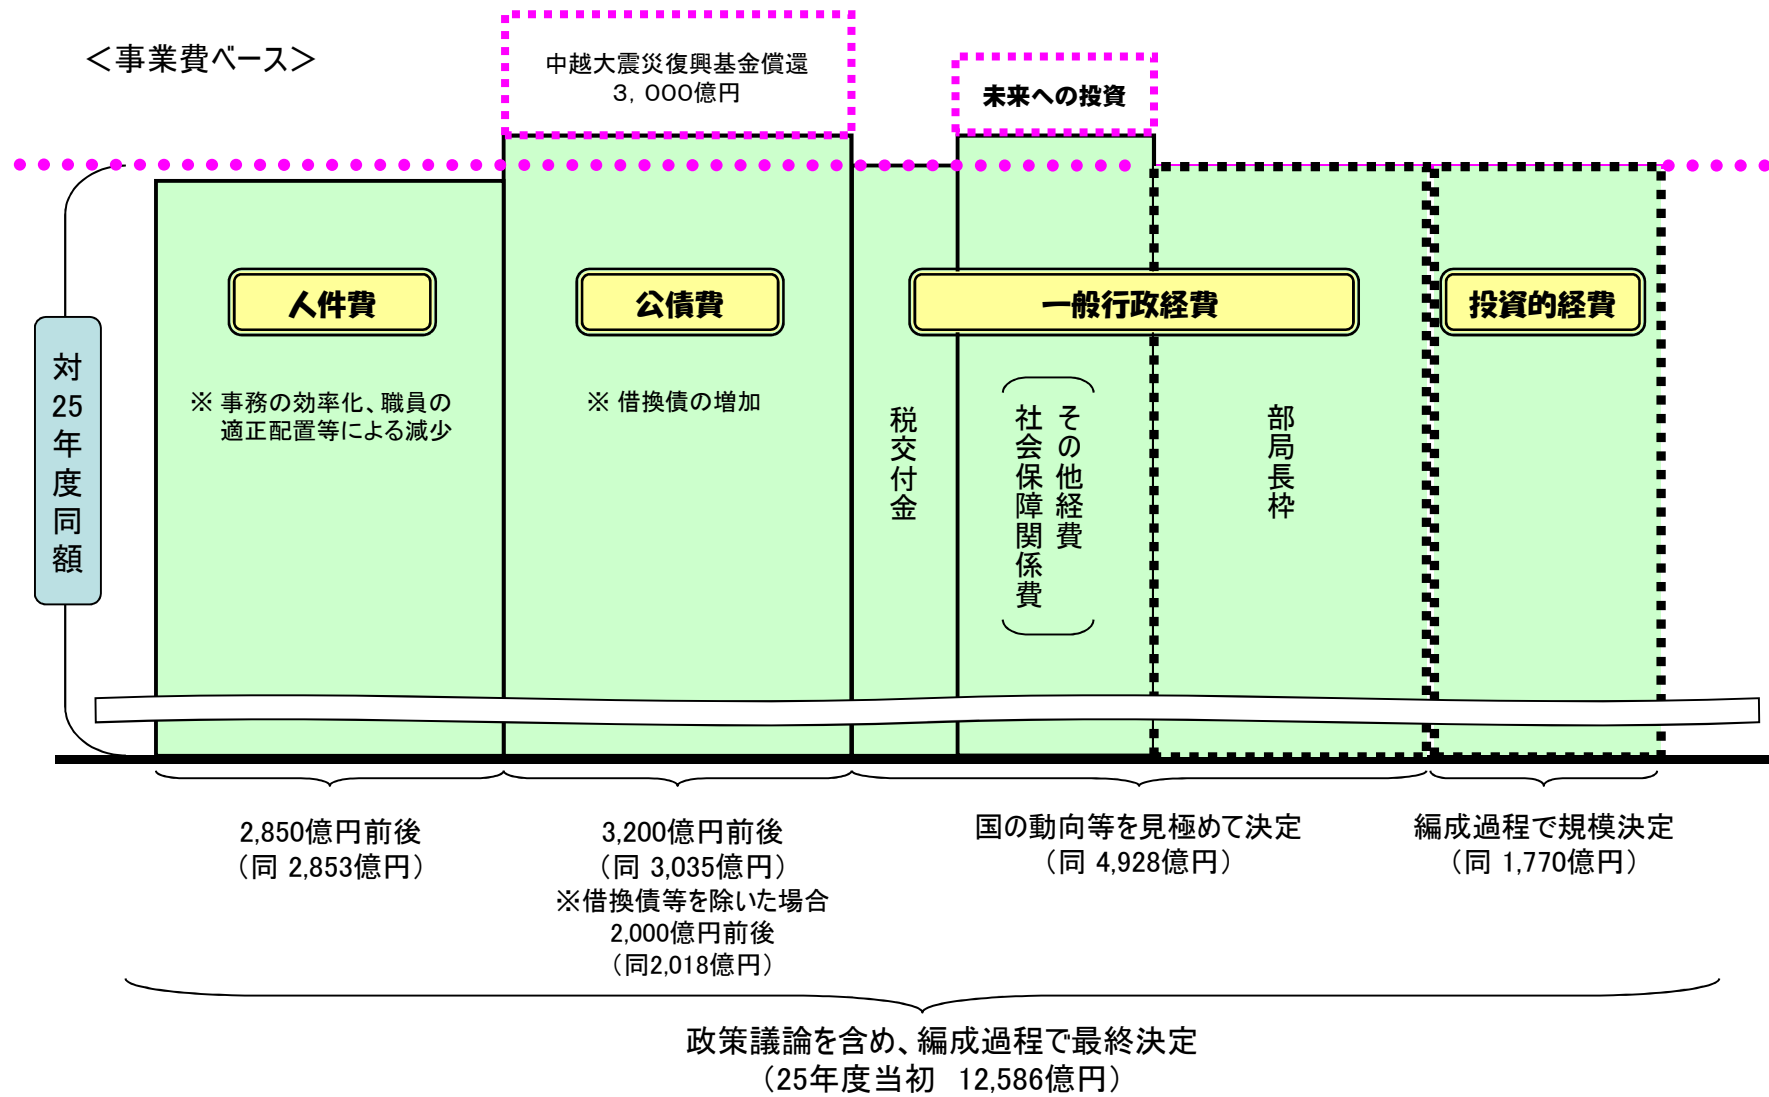 ＜事業費ベース＞
中越大震災復興基金償還
３，０００億円
未来への投資
対25年度同額
人件費
※ 事務の効率化、職員の
適正配置等による減少
公債費
※ 借換債の増加
一般行政経費
税交付金
その他経費
社会保障関係費
部局長枠
投資的経費
2,850億円前後
（同 2,853億円）
3,200億円前後
（同 3,035億円）
※借換債等を除いた場合
2,000億円前後
（同2,018億円）
国の動向等を見極めて決定
（同 4,928億円）
編成過程で規模決定
（同 1,770億円）
政策議論を含め、編成過程で最終決定
（25年度当初　12,586億円）